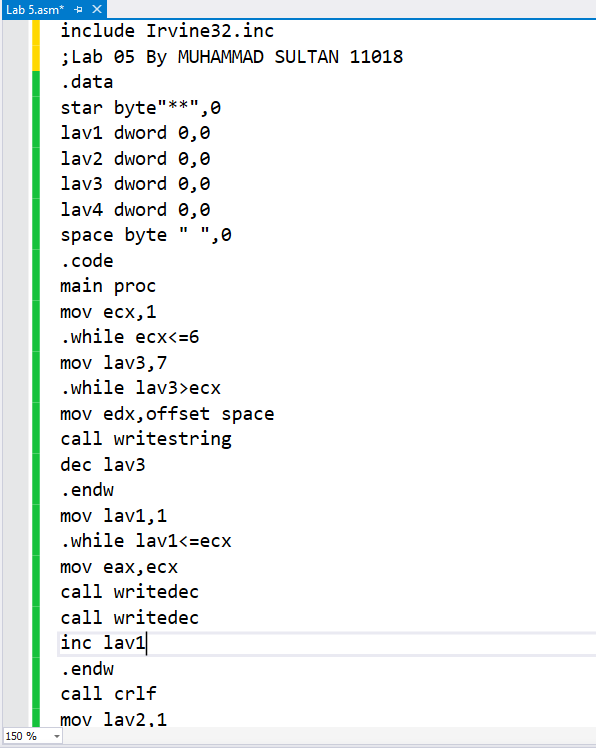 Lab 5.asm*
include Irvine32.inc
;Lab 05 By MUHAMMAD SULTAN 11018
.data
star byte"**",0
lav1 dword 0,0
lav2 dword 0,0
lav3 dword 0,0
lav4 dword 0,0
space byte " ",0
.code
main proc
mov ecx,1
.while ecx<=6
mov lav3,7
.while lav3>ecx
mov edx,offset space
call writestring
dec lav3
.endw
mov lav1,1
.while lav1<=ecx
mov eax,ecx
call writedec
call writedec
inc lav1
.endw
call crlf
mov lav2,1
150 %